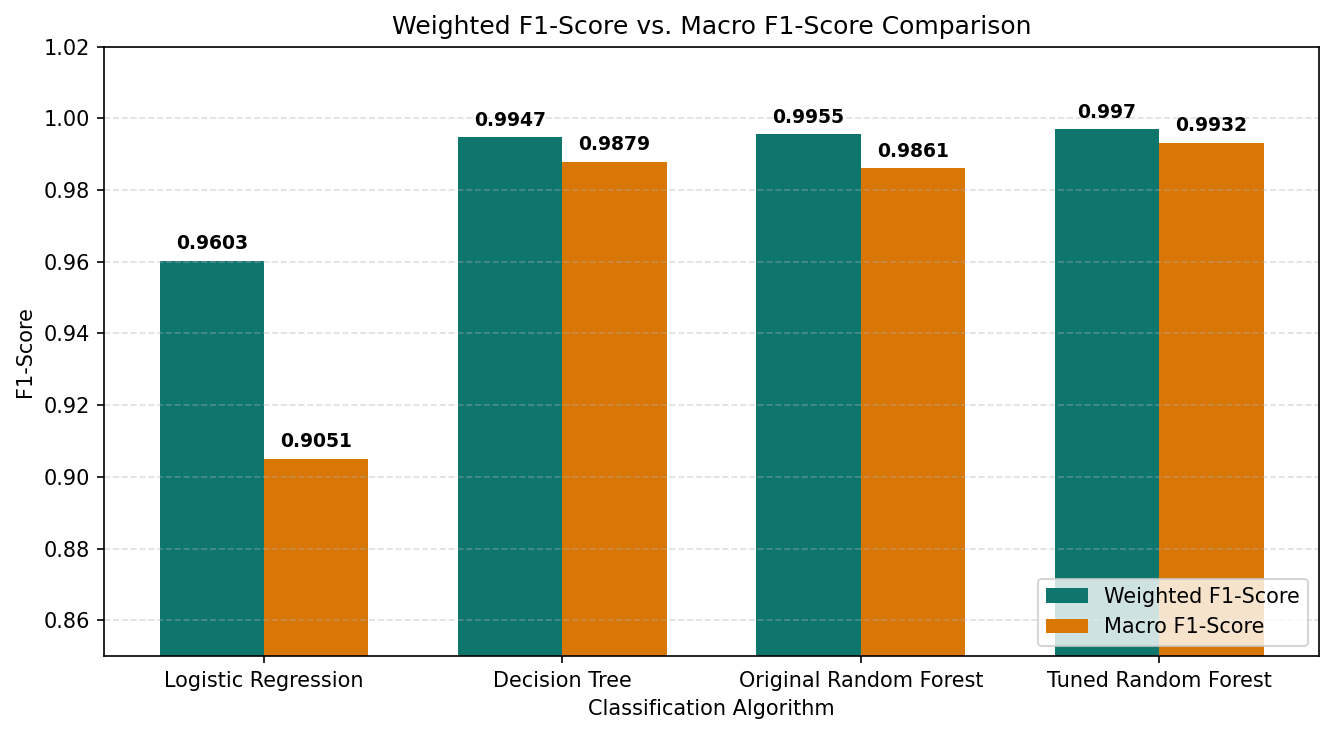 Weighted F1-Score vs. Macro F1-Score Comparison
F1-Score
1.02
1.00
0.98
0.96
0.94
0.92
0.90
0.88
0.86
0.9603
0.9051
0.9947
0.9879
0.9955
0.9861
0.997
0.9932
Weighted F1-Score
Macro F1-Score
Logistic Regression
Decision Tree
Original Random Forest
Tuned Random Forest
Classification Algorithm